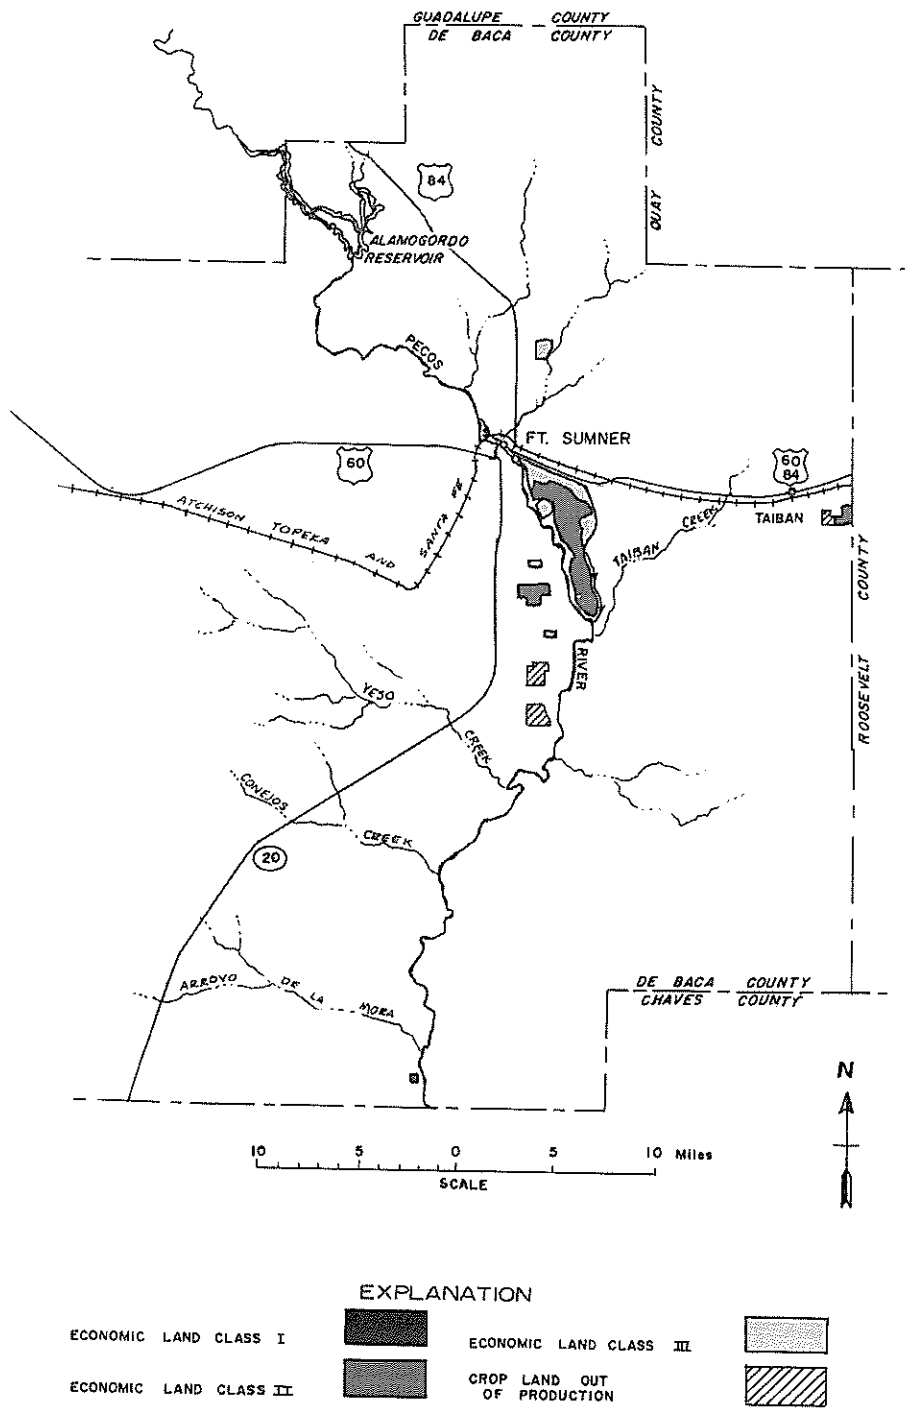 GUADALUPE COUNTY
DE BACA COUNTY
QUAY COUNTY
84
ALAMOGORDO
RESERVOIR
PECOS
FT. SUMNER
60
60
84
TAIBAN
ATCHISON TOPEKA AND SANTA FE
TAIBAN CREEK
ROOSEVELT COUNTY
RIVER
YESO CREEK
CONEJOS CREEK
20
ARROYO DE LA MORA
DE BACA COUNTY
CHAVES COUNTY
N
10 5 0 5 10 Miles
SCALE
EXPLANATION
ECONOMIC LAND CLASS I
ECONOMIC LAND CLASS III
ECONOMIC LAND CLASS II
CROP LAND OUT
OF PRODUCTION